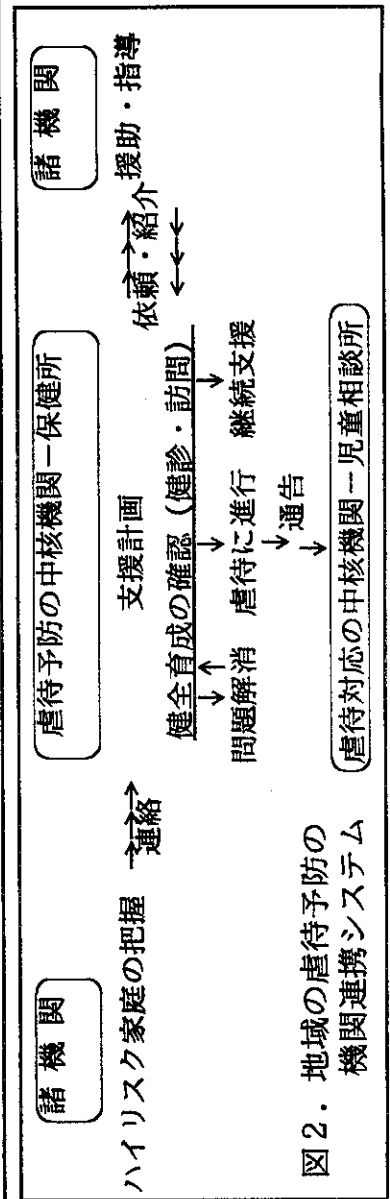 諸機関
虐待予防の中核機関ー保健所
諸機関
ハイリスク家庭の把握
→→→
連絡
支援計画
→→→
依頼・紹介
←←←
援助・指導
健全育成の確認（健診・訪問）
↓↑ ↓ ↓
問題解消 虐待に進行 継続支援
↓通告
↓
虐待対応の中核機関ー児童相談所
図２．地域の虐待予防の
機関連携システム